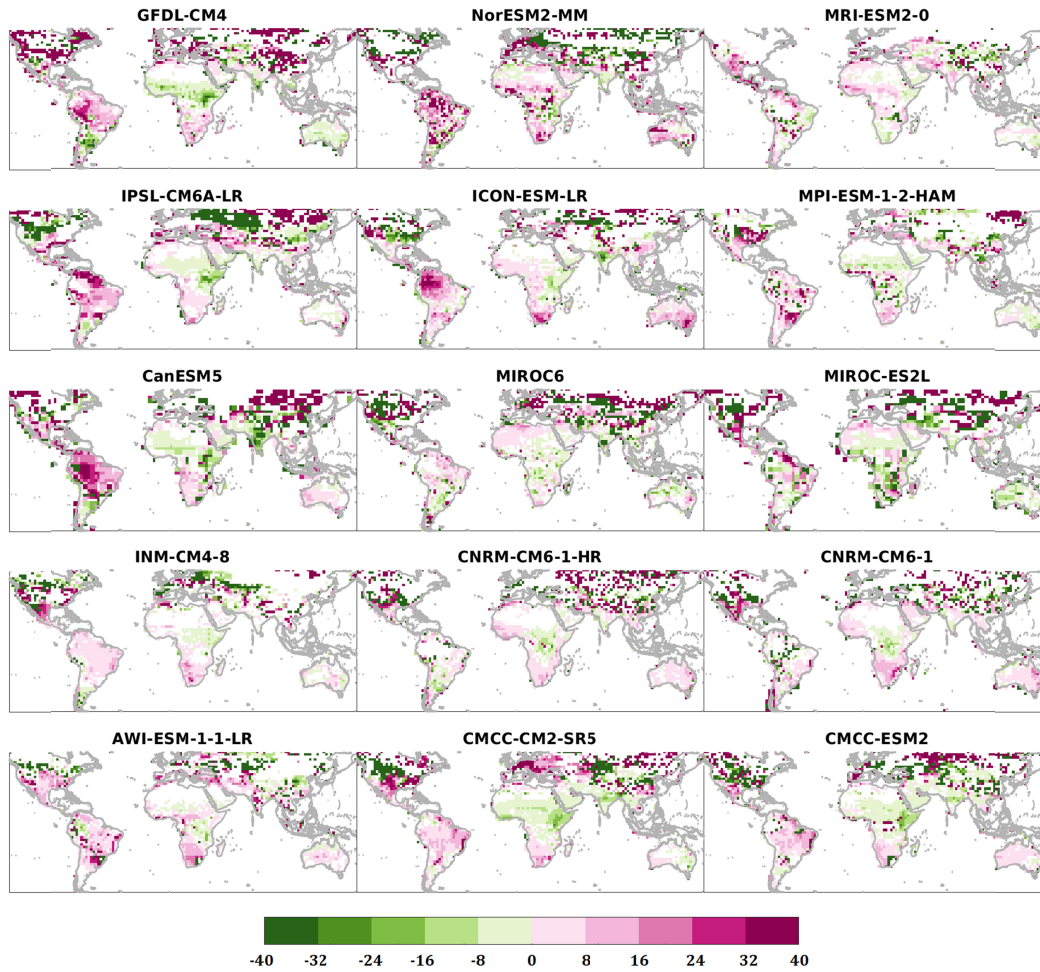 GFDL-CM4 NorESM2-MM MRI-ESM2-0
IPSL-CM6A-LR ICON-ESM-LR MPI-ESM-1-2-HAM
CanESM5 MIROC6 MIROC-ES2L
INM-CM4-8 CNRM-CM6-1-HR CNRM-CM6-1
AWI-ESM-1-1-LR CMCC-CM2-SR5 CMCC-ESM2
-40 -32 -24 -16 -8 0 8 16 24 32 40